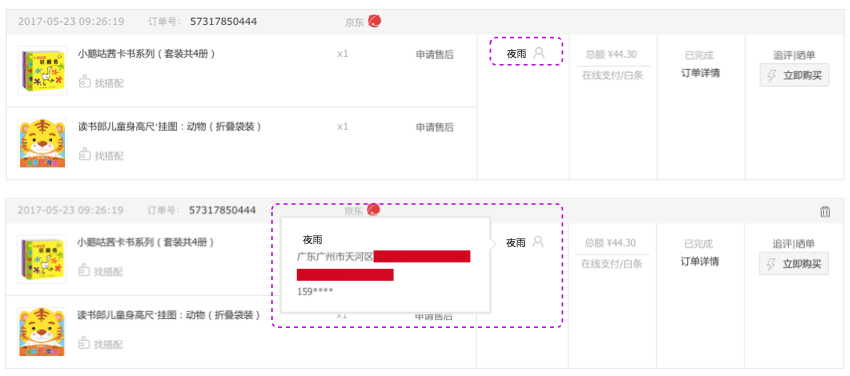 2017-05-23 09:26:19 订单号: 57317850444 京东
小鹅咕茜卡书系列 ( 套装共4册 ) x1 申请售后 夜雨 总额 ¥44.30 已完成 追评|晒单
找搭配 在线支付/白条 订单详情 立即购买
读书郎儿童身高尺·挂图：动物 ( 折叠袋装 ) x1 申请售后
找搭配
2017-05-23 09:26:19 订单号: 57317850444 京东
小鹅咕茜卡书系列 ( 套装共4册 ) 夜雨 总额 ¥44.30 已完成 追评|晒单
找搭配 在线支付/白条 订单详情 立即购买
夜雨
广东广州市天河区
159****
读书郎儿童身高尺·挂图：动物 ( 折叠袋装 ) x1 申请售后
找搭配